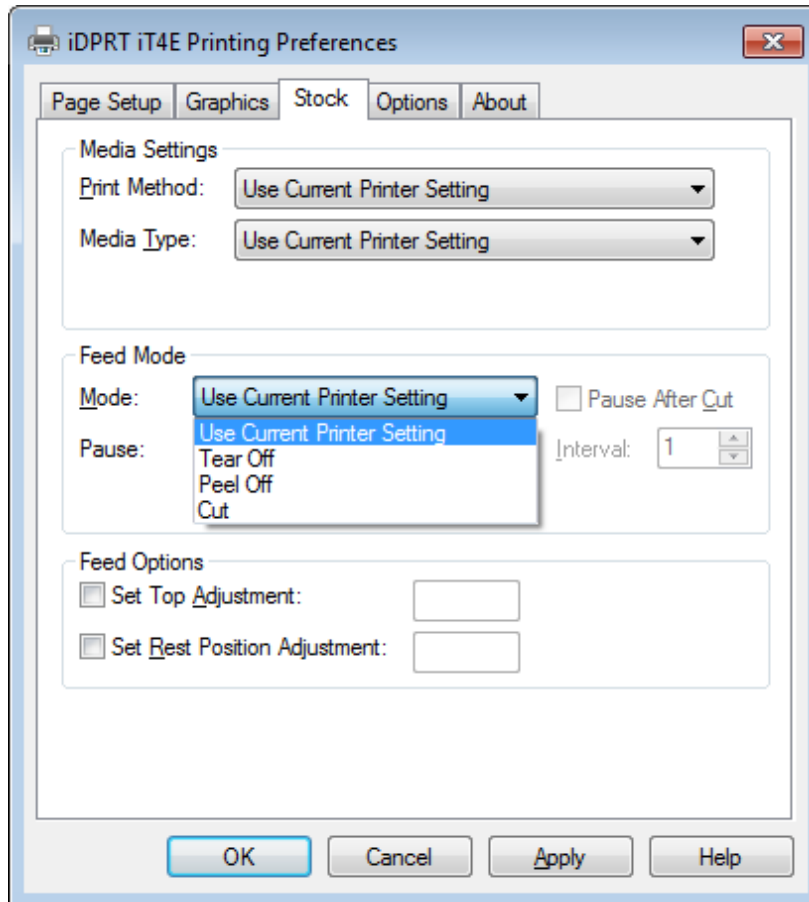 iDPRT iT4E Printing Preferences
Page Setup Graphics Stock Options About
Media Settings
Print Method: Use Current Printer Setting
Media Type: Use Current Printer Setting
Feed Mode
Mode: Use Current Printer Setting Pause After Cut
Use Current Printer Setting
Pause: Tear Off Interval: 1
Peel Off
Cut
Feed Options
Set Top Adjustment:
Set Rest Position Adjustment:
OK Cancel Apply Help